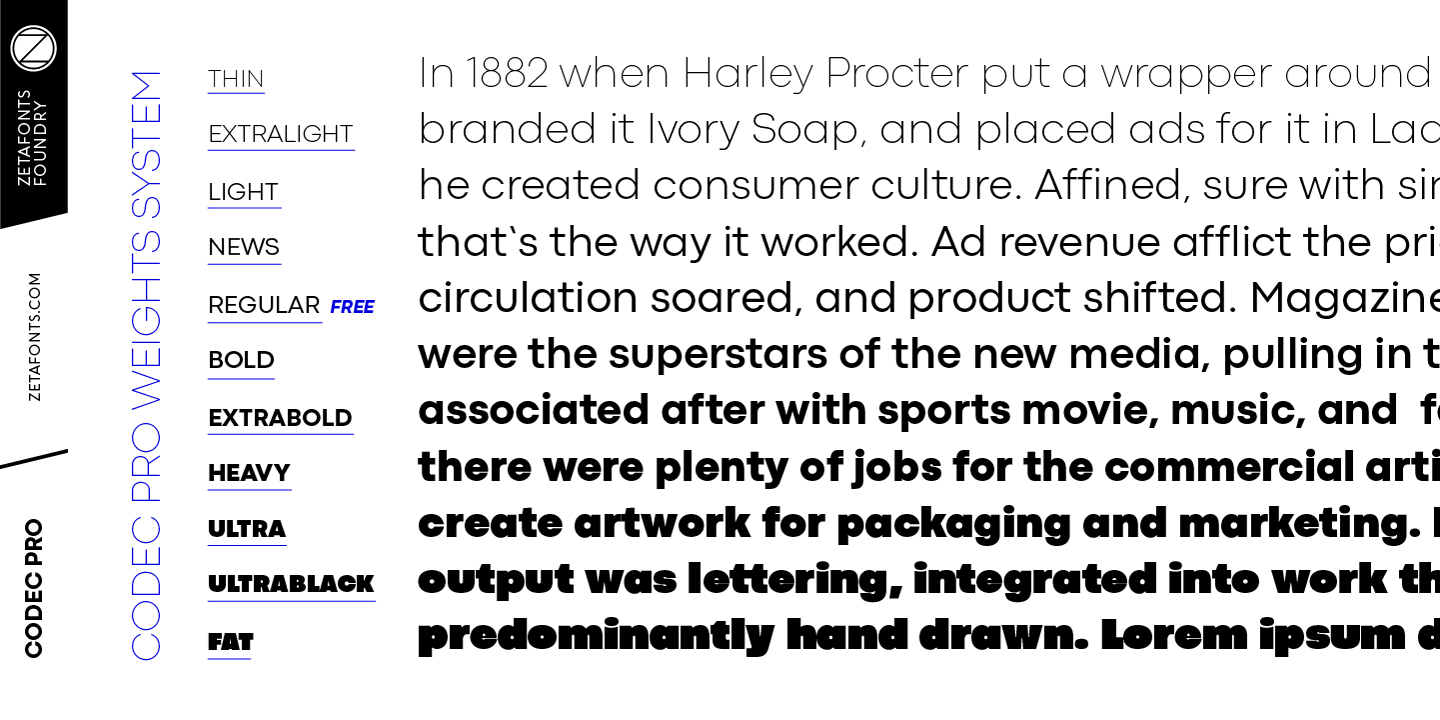 ZETAFONTS
FOUNDRY
ZETAFONTS.COM
CODEC PRO
CODEC PRO WEIGHTS SYSTEM
THIN
In 1882 when Harley Procter put a wrapper around
EXTRALIGHT
branded it Ivory Soap, and placed ads for it in
LIGHT
he created consumer culture. Affined, sure with
NEWS
that‵s the way it worked. Ad revenue afflict the
REGULAR FREE
circulation soared, and product shifted. Magazine
BOLD
were the superstars of the new media, pulling in
EXTRABOLD
associated after with sports movie, music, and
HEAVY
there were plenty of jobs for the commercial
ULTRA
create artwork for packaging and marketing.
ULTRABLACK
output was lettering, integrated into work
FAT
predominantly hand drawn. Lorem ipsum